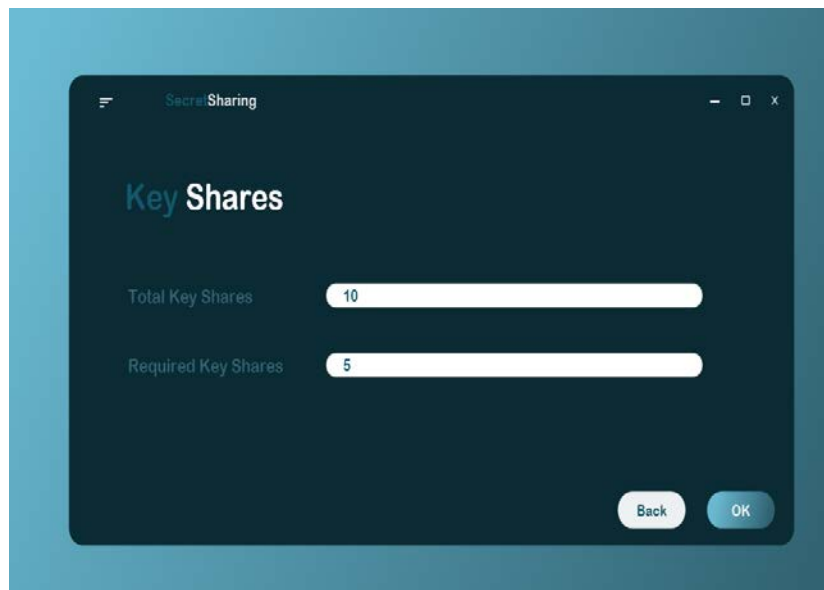 SecretSharing
Key Shares
Total Key Shares 10
Required Key Shares 5
Back OK